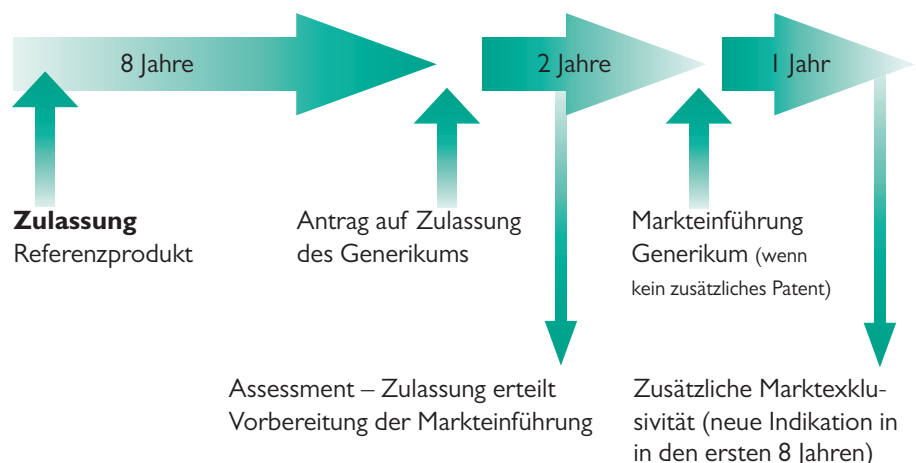 8 Jahre
2 Jahre
1 Jahr
Zulassung
Referenzprodukt
Antrag auf Zulassung
des Generikums
Markteinführung
Generikum (wenn
kein zusätzliches Patent)
Assessment – Zulassung erteilt
Vorbereitung der Markteinführung
Zusätzliche Marktexklu-
sivität (neue Indikation in
in den ersten 8 Jahren)